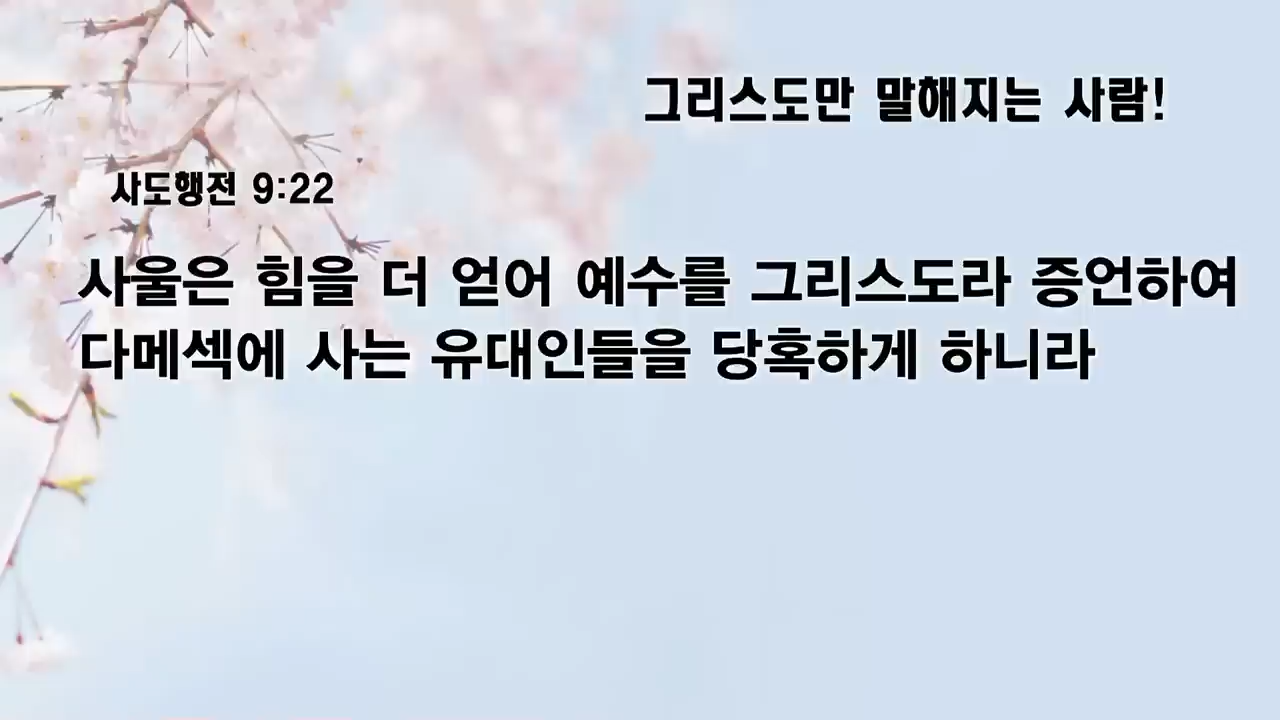 그리스도만 말해지는 사람!
사도행전 9:22
사울은 힘을 더 얻어 예수를 그리스도라 증언하여
다메섹에 사는 유대인들을 당혹하게 하니라